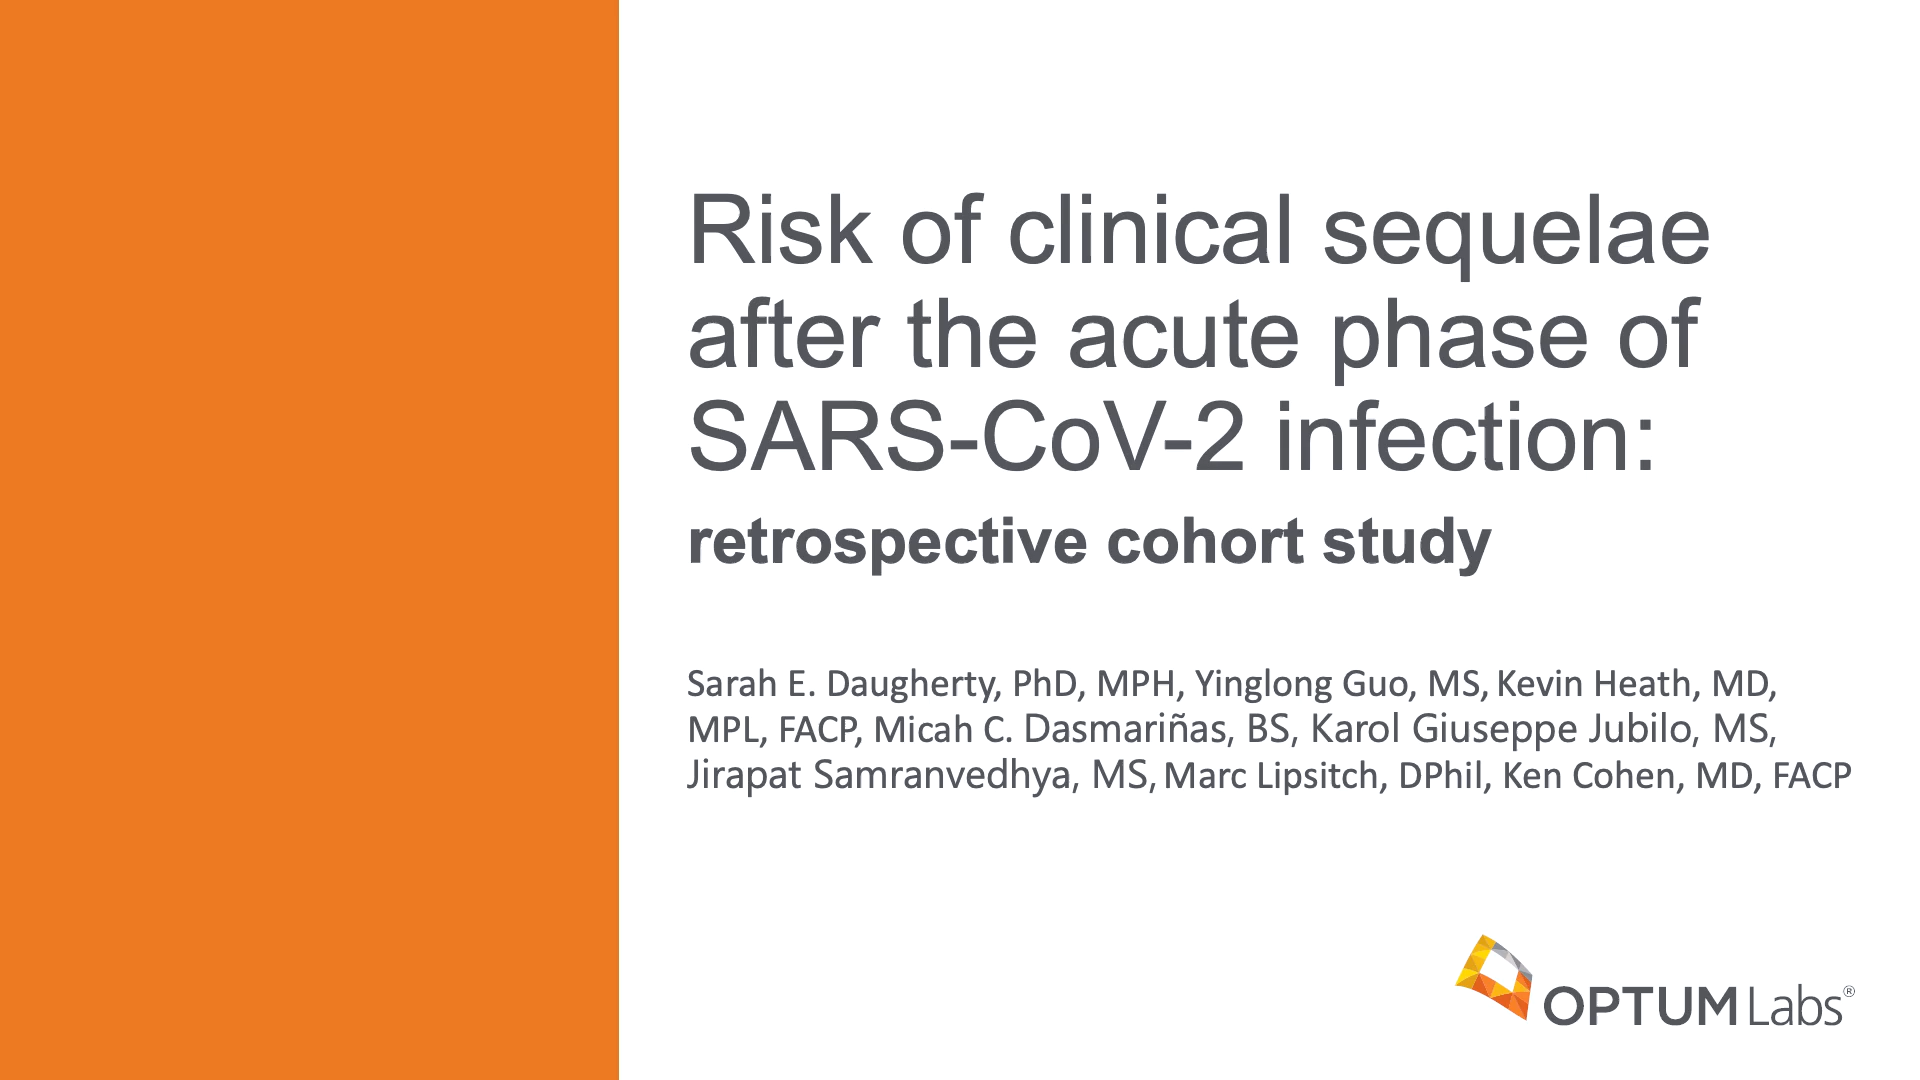 Risk of clinical sequelae
after the acute phase of
SARS-CoV-2 infection:
retrospective cohort study
Sarah E. Daugherty, PhD, MPH, Yinglong Guo, MS, Kevin Heath, MD,
MPL, FACP, Micah C. Dasmariñas, BS, Karol Giuseppe Jubilo, MS,
Jirapat Samranvedhya, MS, Marc Lipsitch, DPhil, Ken Cohen, MD, FACP
OPTUM Labs®